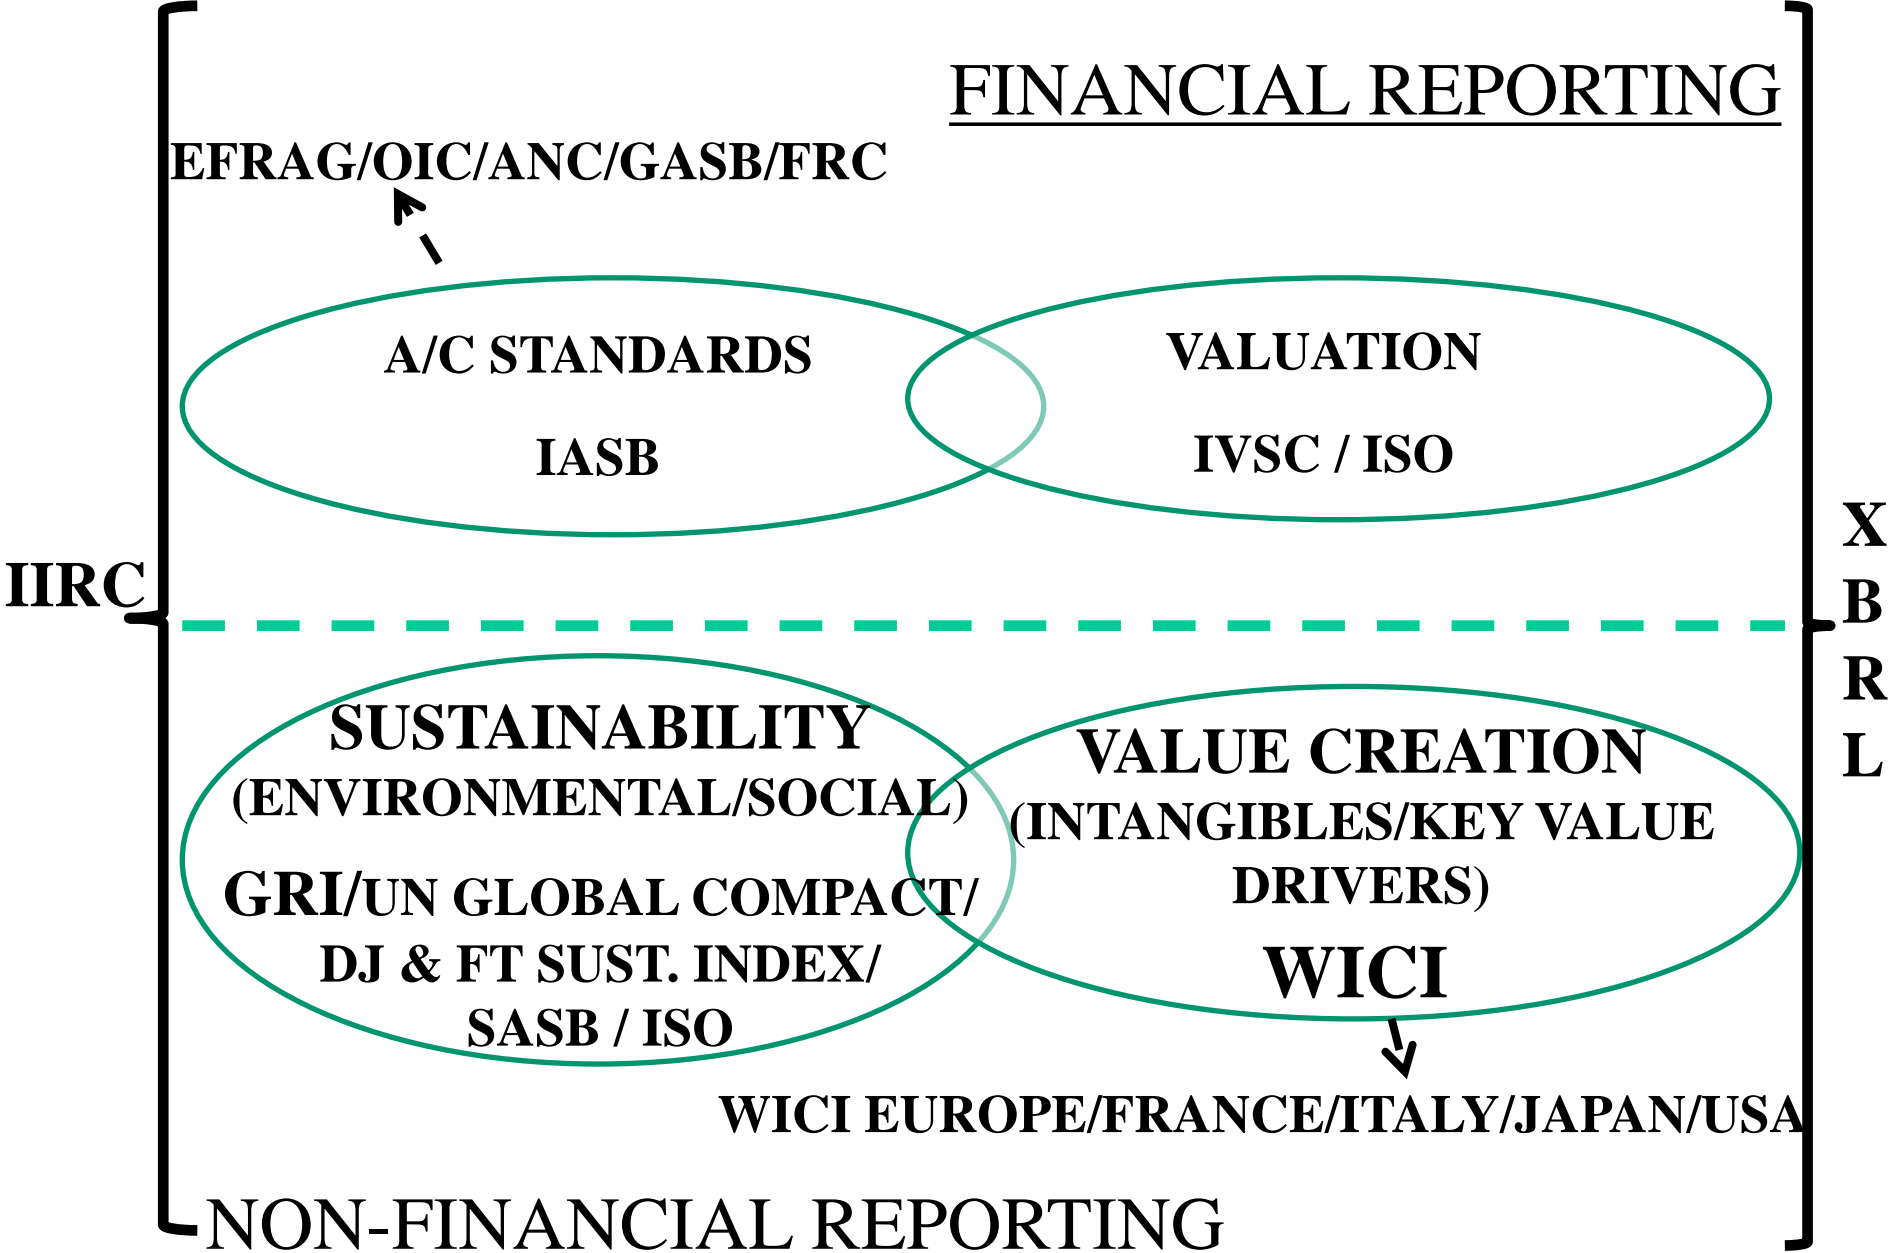 FINANCIAL REPORTING
EFRAG/OIC/ANC/GASB/FRC
A/C STANDARDS
IASB
VALUATION
IVSC / ISO
IIRC
X
B
R
L
SUSTAINABILITY
(ENVIRONMENTAL/SOCIAL)
GRI/UN GLOBAL COMPACT/
DJ & FT SUST. INDEX/
SASB / ISO
VALUE CREATION
(INTANGIBLES/KEY VALUE
DRIVERS)
WICI
WICI EUROPE/FRANCE/ITALY/JAPAN/USA
NON-FINANCIAL REPORTING